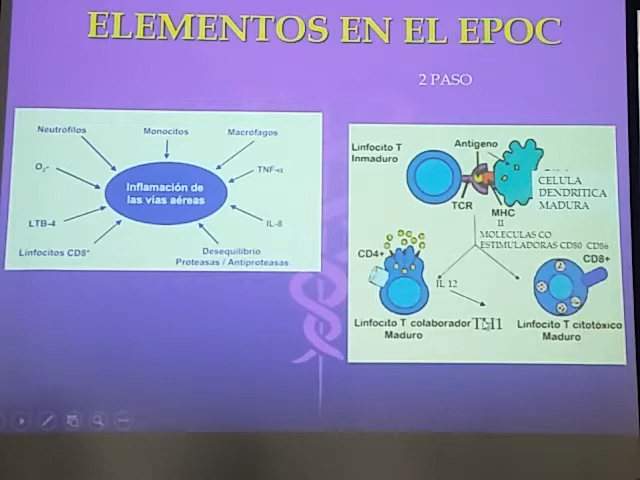 ELEMENTOS EN EL EPOC
2 PASO
Neutrófilos
Monocitos
Macrófagos
O₂⁻
TNF-α
Inflamación de
las vías aéreas
LTB-4
IL-8
Linfocitos CD8⁺
Desequilibrio
Proteasas / Antiproteasas
Linfocito T
Inmaduro
Antígeno
CELULA
DENDRITICA
MADURA
TCR
MHC
II
MOLECULAS CO
ESTIMULADORAS CD80 CD86
CD4+
CD8+
IL 12
Linfocito T colaborador
Maduro
TH1
Linfocito T citotóxico
Maduro